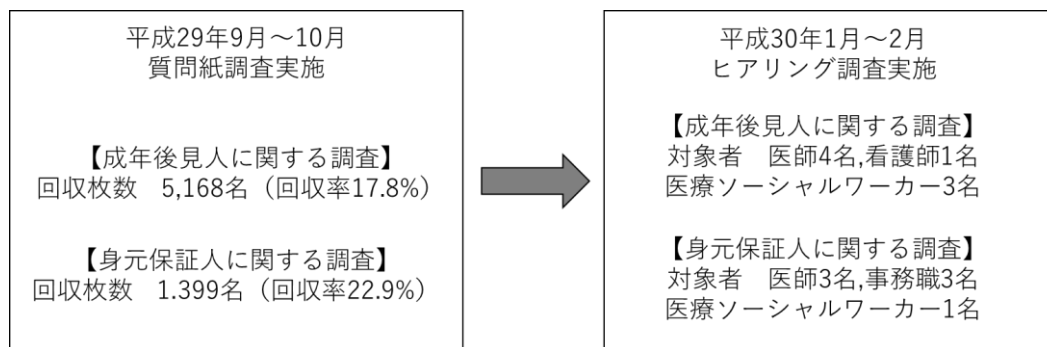 平成29年9月～10月
質問紙調査実施
【成年後見人に関する調査】
回収枚数　5,168名（回収率17.8%）
【身元保証人に関する調査】
回収枚数　1.399名（回収率22.9%）
平成30年1月～2月
ヒアリング調査実施
【成年後見人に関する調査】
対象者　医師4名,看護師1名
医療ソーシャルワーカー3名
【身元保証人に関する調査】
対象者　医師3名,事務職3名
医療ソーシャルワーカー1名